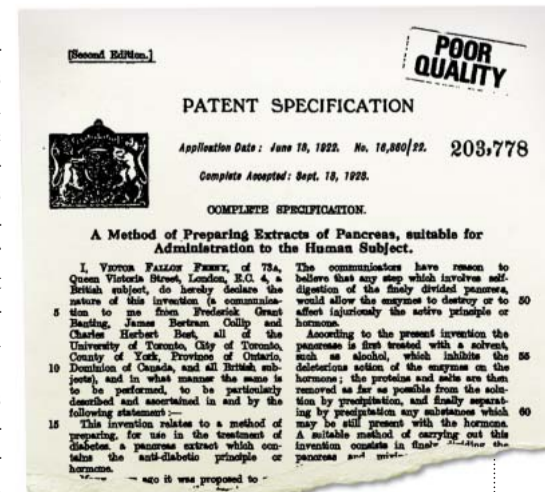 [Second Edition.]
POOR
QUALITY
PATENT SPECIFICATION
Application Date: June 18, 1922. No. 16,860/22. 203,778
Complete Accepted: Sept. 18, 1923.
COMPLETE SPECIFICATION.
A Method of Preparing Extracts of Pancreas, suitable for
Administration to the Human Subject.
I, VICTOR FALLON FEENY, of 73A,
Queen Victoria Street, London, E.C. 4, a
British subject, do hereby declare the
nature of this invention (a communica-
5 tion to me from Frederick Grant
Banting, James Bertram Collip and
Charles Herbert Best, all of the
University of Toronto, City of Toronto,
County of York, Province of Ontario,
10 Dominion of Canada, and all British sub-
jects), and in what manner the same is
to be performed, to be particularly
described and ascertained in and by the
following statement:—
15 This invention relates to a method of
preparing, for use in the treatment of
diabetes, a pancreas extract which con-
tains the anti-diabetic principle or
hormone.
ago it was proposed to
The communicators have reason to
believe that any step which involves self-
digestion of the finely divided pancreas,
would allow the enzymes to destroy or to 50
affect injuriously the active principle or
hormone.
According to the present invention the
pancreas is first treated with a solvent,
such as alcohol, which inhibits the 55
deleterious action of the enzymes on the
hormone; the proteins and salts are then
removed as far as possible from the solu-
tion by precipitation, and finally separat-
ing by precipitation any substances which 60
may be still present with the hormone.
A suitable method of carrying out this
invention consists in finely dividing the
pancreas and